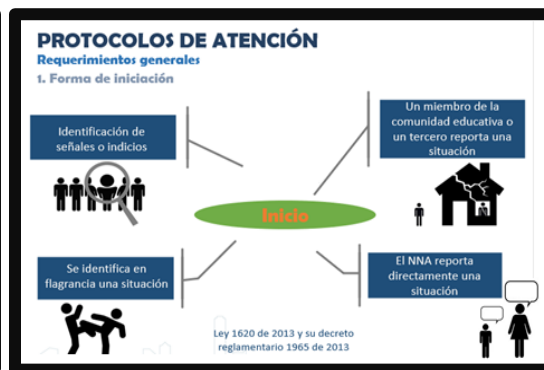 PROTOCOLOS DE ATENCIÓN
Requerimientos generales
1. Forma de iniciación
Identificación de
señales o indicios
Un miembro de la
comunidad educativa o
un tercero reporta una
situación
Inicio
Se identifica en
flagrancia una situación
El NNA reporta
directamente una
situación
Ley 1620 de 2013 y su decreto
reglamentario 1965 de 2013